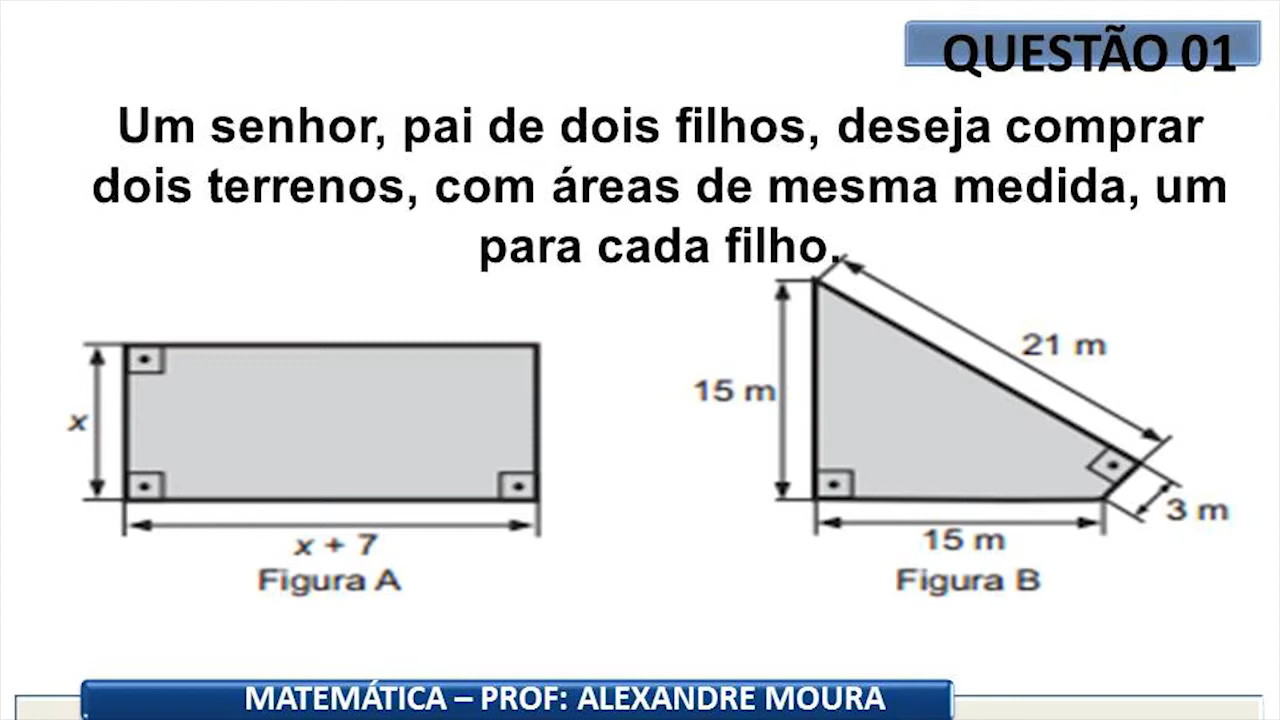 QUESTÃO 01
Um senhor, pai de dois filhos, deseja comprar
dois terrenos, com áreas de mesma medida, um
para cada filho.
x
x + 7
Figura A
15 m
21 m
3 m
15 m
Figura B
MATEMÁTICA – PROF: ALEXANDRE MOURA